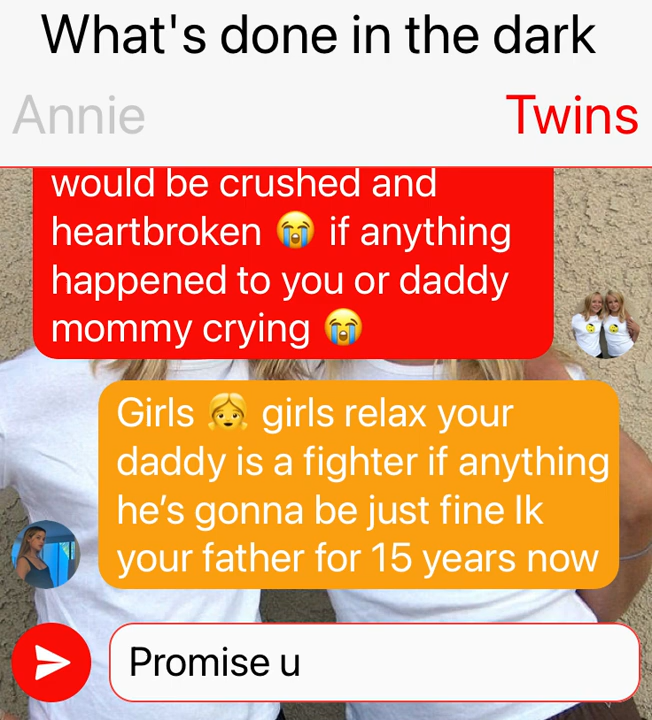 What's done in the dark
Annie
Twins
would be crushed and
heartbroken 😭 if anything
happened to you or daddy
mommy crying 😭
Girls 👧 girls relax your
daddy is a fighter if anything
he’s gonna be just fine Ik
your father for 15 years now
Promise u